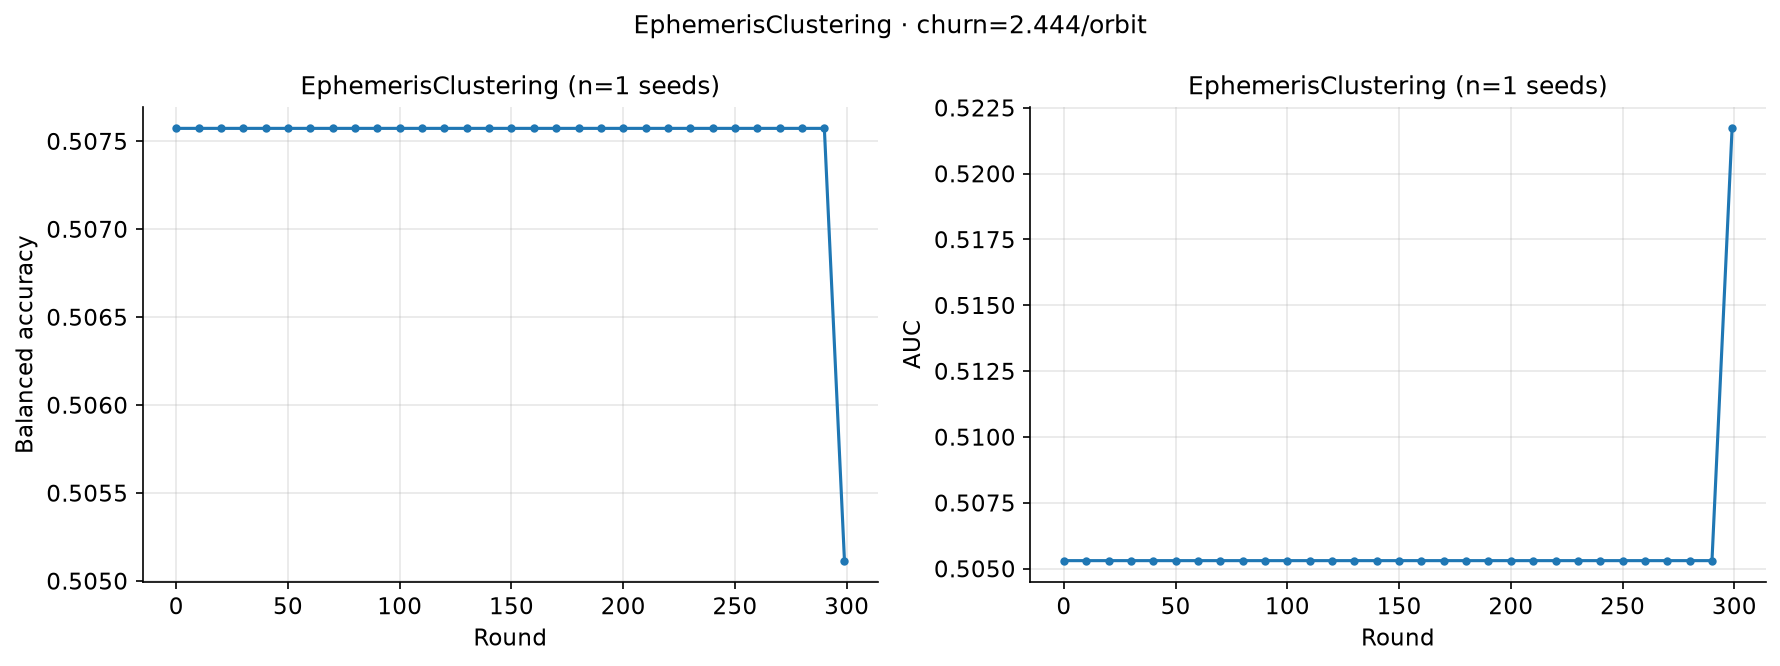 EphemerisClustering · churn=2.444/orbit
EphemerisClustering (n=1 seeds)
Balanced accuracy
0.5075
0.5070
0.5065
0.5060
0.5055
0.5050
0 50 100 150 200 250 300
Round
EphemerisClustering (n=1 seeds)
AUC
0.5225
0.5200
0.5175
0.5150
0.5125
0.5100
0.5075
0.5050
0 50 100 150 200 250 300
Round